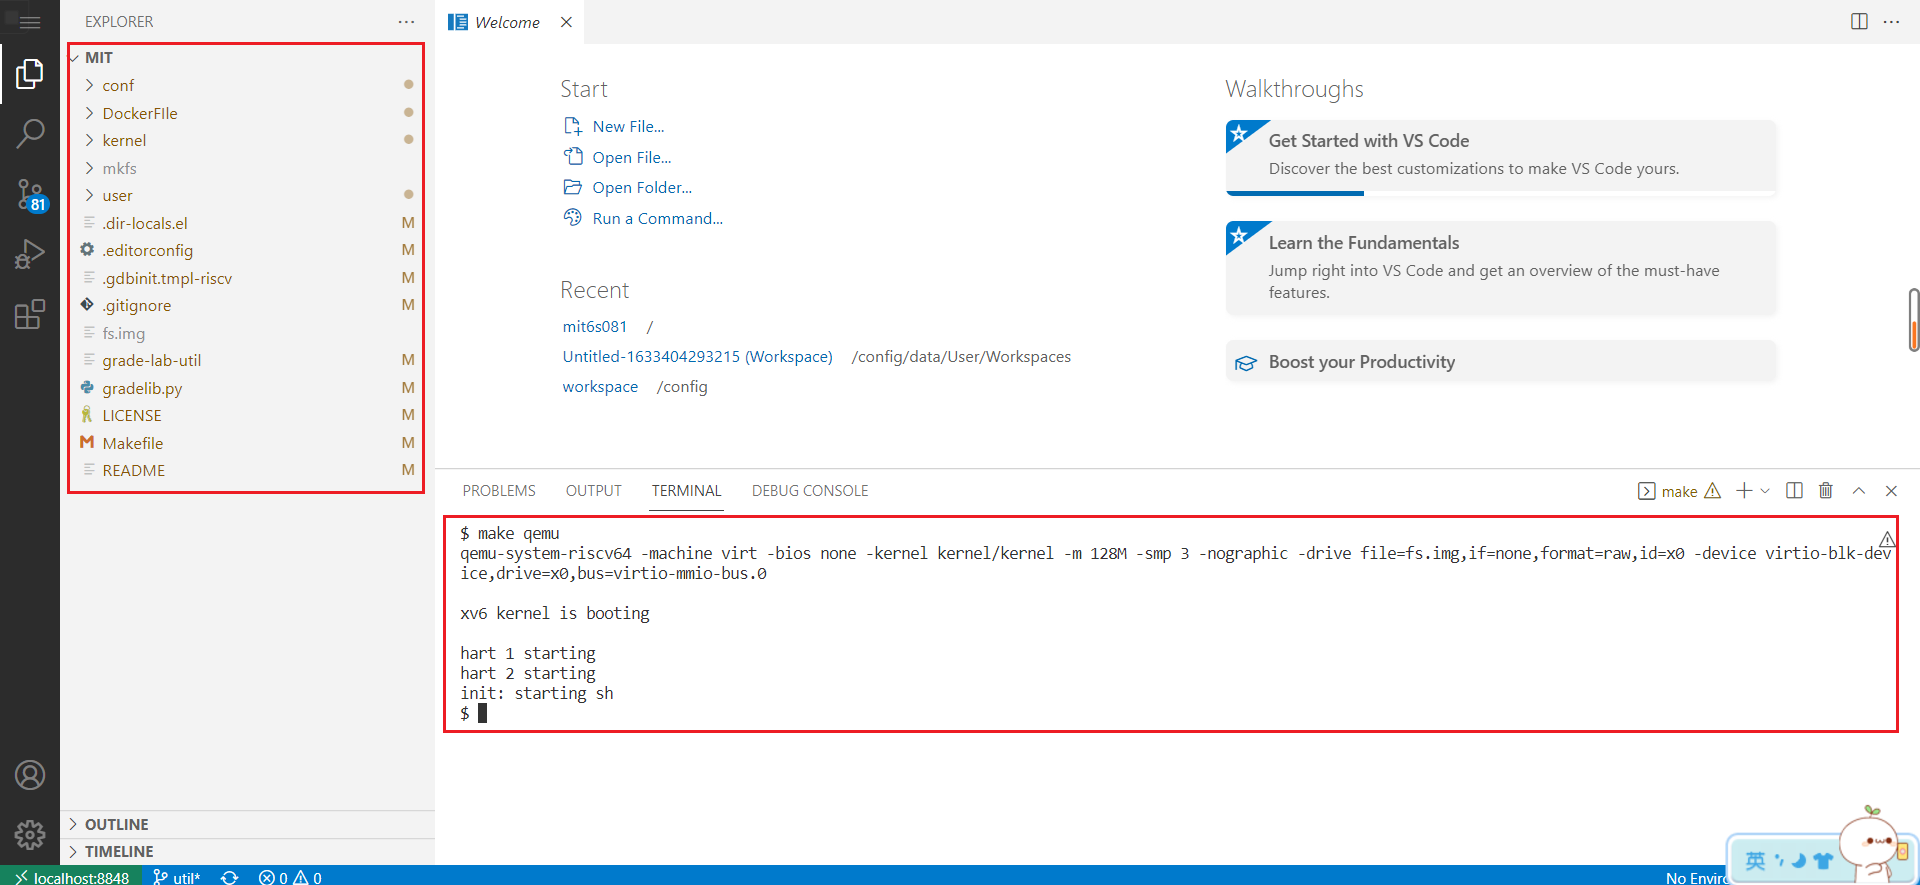 EXPLORER
MIT
conf
DockerFIle
kernel
mkfs
user
.dir-locals.el M
.editorconfig M
.gdbinit.tmpl-riscv M
.gitignore M
fs.img
grade-lab-util M
gradelib.py M
LICENSE M
Makefile M
README M
OUTLINE
TIMELINE
81
Welcome
Start
New File...
Open File...
Open Folder...
Run a Command...
Recent
mit6s081 /
Untitled-1633404293215 (Workspace) /config/data/User/Workspaces
workspace /config
Walkthroughs
Get Started with VS Code
Discover the best customizations to make VS Code yours.
Learn the Fundamentals
Jump right into VS Code and get an overview of the must-have
features.
Boost your Productivity
PROBLEMS OUTPUT TERMINAL DEBUG CONSOLE
make
$ make qemu
qemu-system-riscv64 -machine virt -bios none -kernel kernel/kernel -m 128M -smp 3 -nographic -drive file=fs.img,if=none,format=raw,id=x0 -device virtio-blk-dev
ice,drive=x0,bus=virtio-mmio-bus.0
xv6 kernel is booting
hart 1 starting
hart 2 starting
init: starting sh
$
localhost:8848 util* 0 0
No Enviro
英